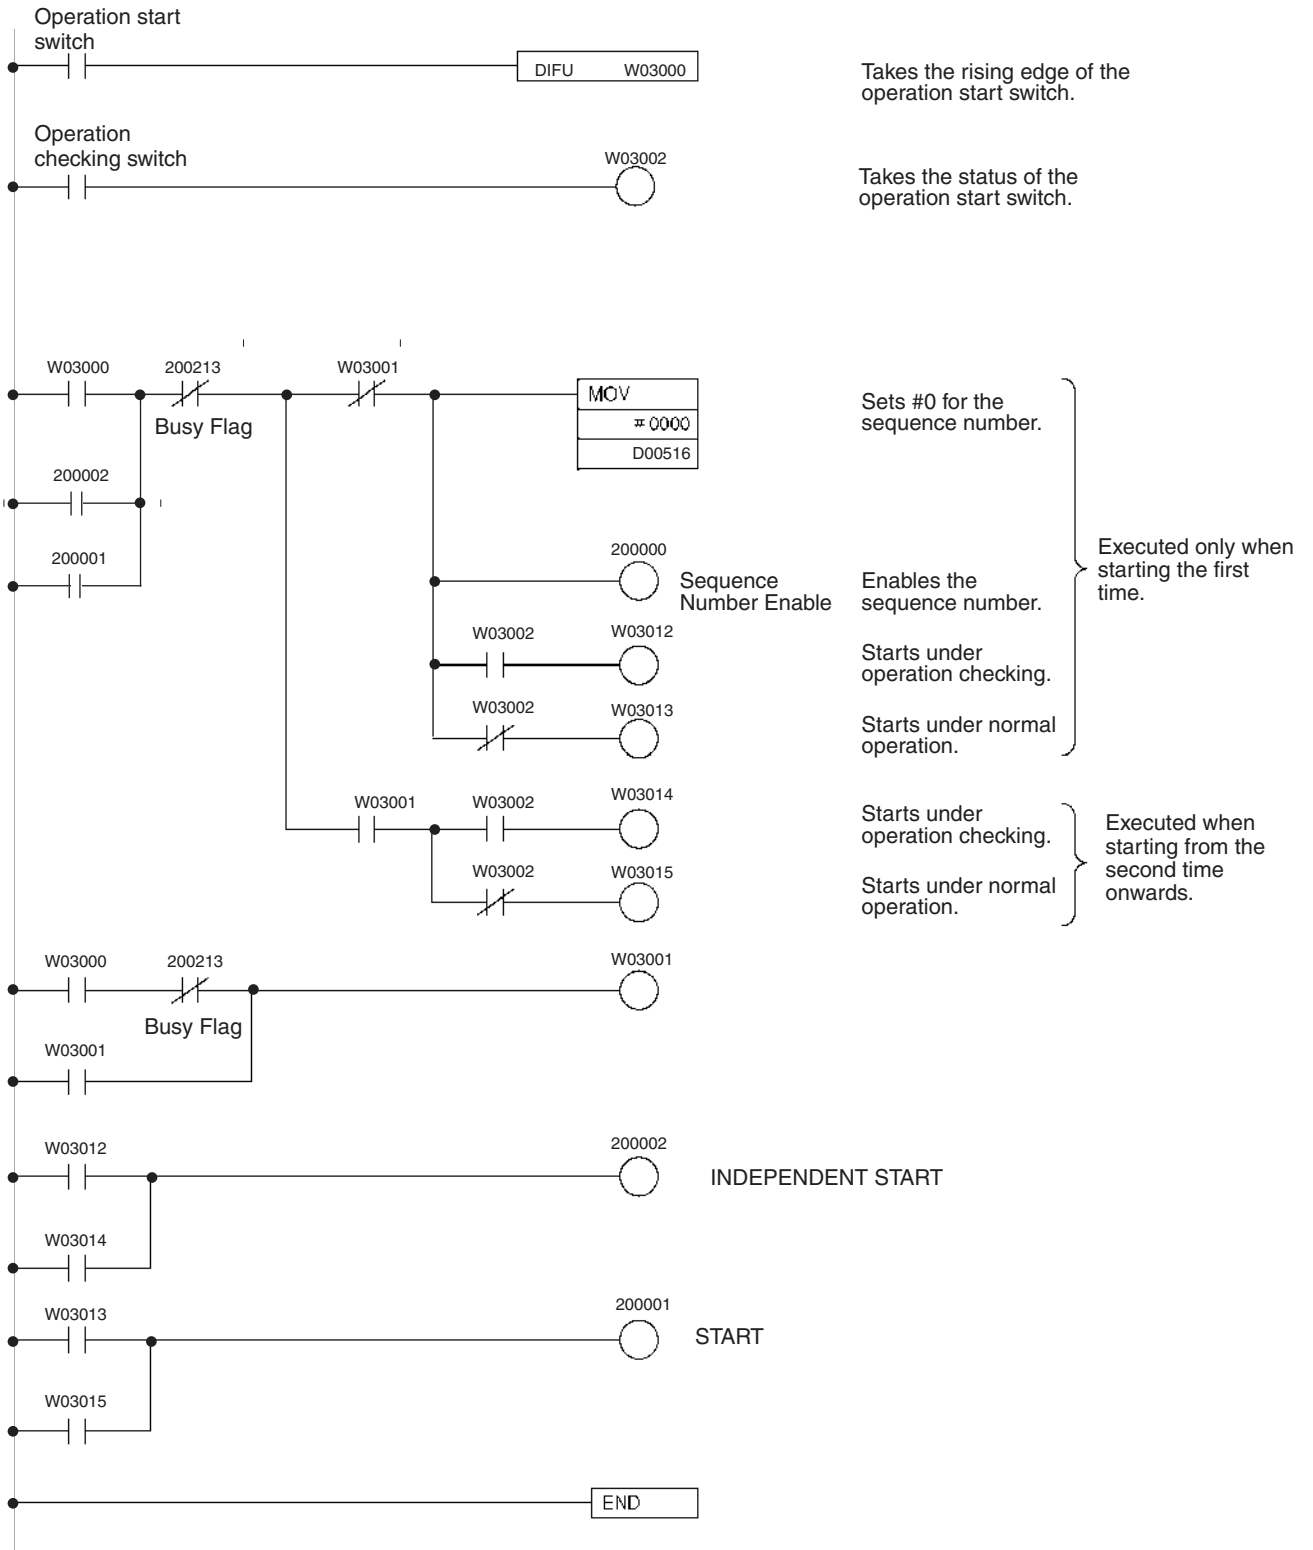 Operation start
switch
DIFU W03000
Takes the rising edge of the
operation start switch.
Operation
checking switch
W03002
Takes the status of the
operation start switch.
W03000
200213
W03001
Busy Flag
MOV
#0000
D00516
Sets #0 for the
sequence number.
200002
200001
200000
Sequence
Number Enable
Enables the
sequence number.
Executed only when
starting the first
time.
W03002
W03012
Starts under
operation checking.
W03002
W03013
Starts under normal
operation.
W03001
W03002
W03014
Starts under
operation checking.
W03002
W03015
Starts under normal
operation.
Executed when
starting from the
second time
onwards.
W03000
200213
W03001
Busy Flag
W03001
W03012
200002
INDEPENDENT START
W03014
W03013
200001
START
W03015
END